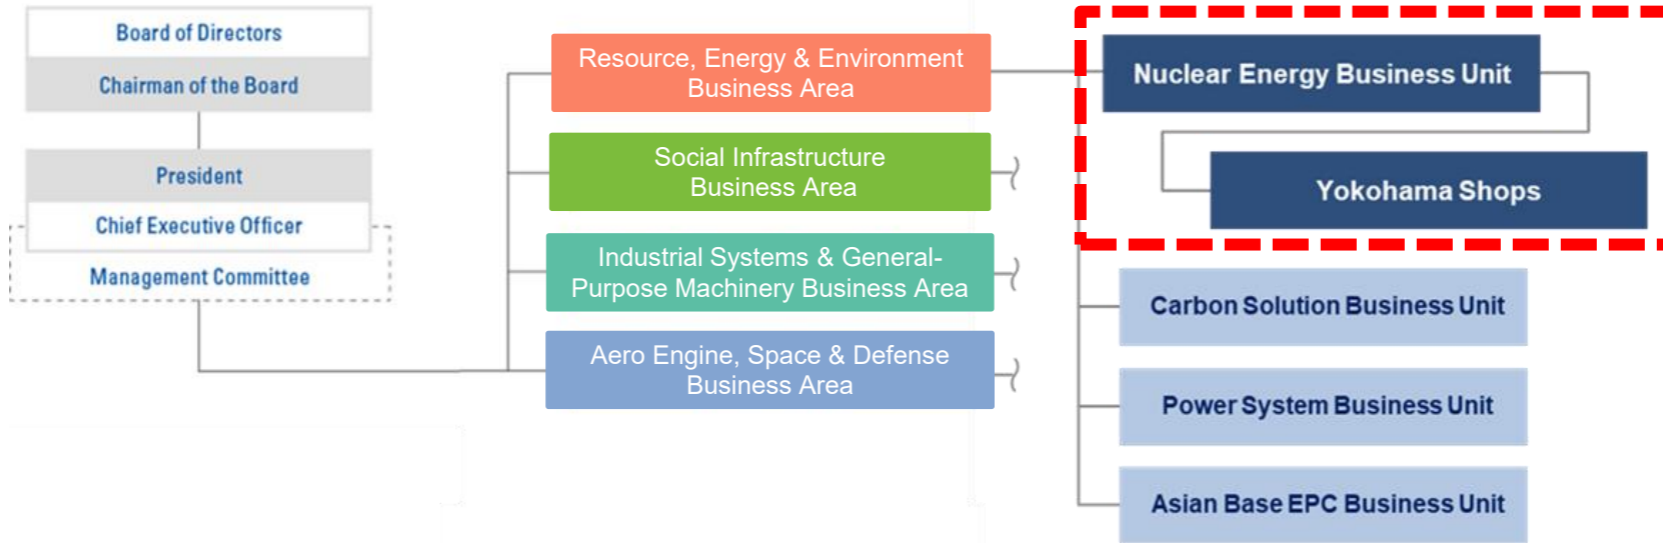 Board of Directors
Chairman of the Board
President
Chief Executive Officer
Management Committee
Resource, Energy & Environment
Business Area
Social Infrastructure
Business Area
Industrial Systems & General-
Purpose Machinery Business Area
Aero Engine, Space & Defense
Business Area
Nuclear Energy Business Unit
Yokohama Shops
Carbon Solution Business Unit
Power System Business Unit
Asian Base EPC Business Unit